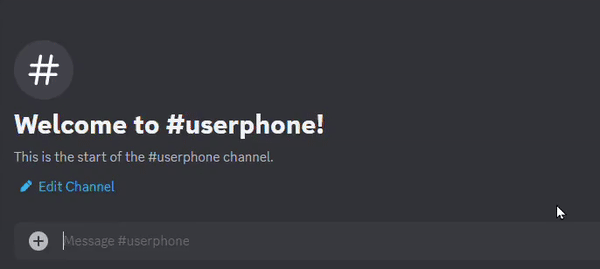 #
Welcome to #userphone!
This is the start of the #userphone channel.
Edit Channel
Message #userphone